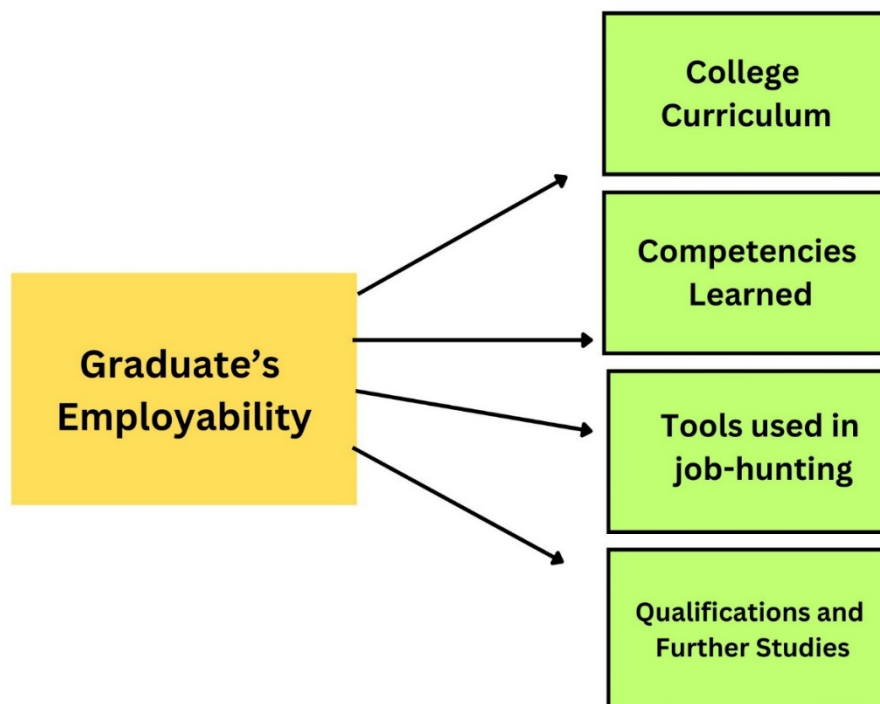 Graduate's
Employability
College
Curriculum
Competencies
Learned
Tools used in
job-hunting
Qualifications and
Further Studies